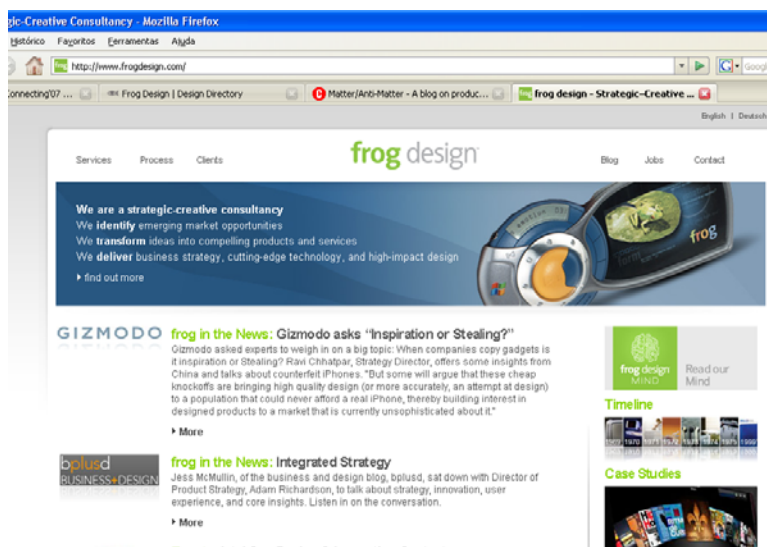 gic-Creative Consultancy - Mozilla Firefox
Histórico Favoritos Ferramentas Ajuda
http://www.frogdesign.com/
Connecting'07 ... Frog Design | Design Directory Matter/Anti-Matter - A blog on produc... frog design - Strategic-Creative ...
English | Deutsch
Services Process Clients frog design Blog Jobs Contact
We are a strategic-creative consultancy
We identify emerging market opportunities
We transform ideas into compelling products and services
We deliver business strategy, cutting-edge technology, and high-impact design
find out more
frog
GIZMODO
frog in the News: Gizmodo asks “Inspiration or Stealing?”
Gizmodo asked experts to weigh in on a big topic: When companies copy gadgets is
it inspiration or Stealing? Ravi Chhatpar, Strategy Director, offers some insights from
China and talks about counterfeit iPhones. "But some will argue that these cheap
knockoffs are bringing high quality design (or more accurately, an attempt at design)
to a population that could never afford a real iPhone, thereby building interest in
designed products to a market that is currently unsophisticated about it."
More
bplusd
BUSINESS+DESIGN
frog in the News: Integrated Strategy
Jess McMullin, of the business and design blog, bplusd, sat down with Director of
Product Strategy, Adam Richardson, to talk about strategy, innovation, user
experience, and core insights. Listen in on the conversation.
More
frog design
MIND
Read our
Mind
Timeline
1969 1970 1971 1972 1974 1975 1999
Case Studies